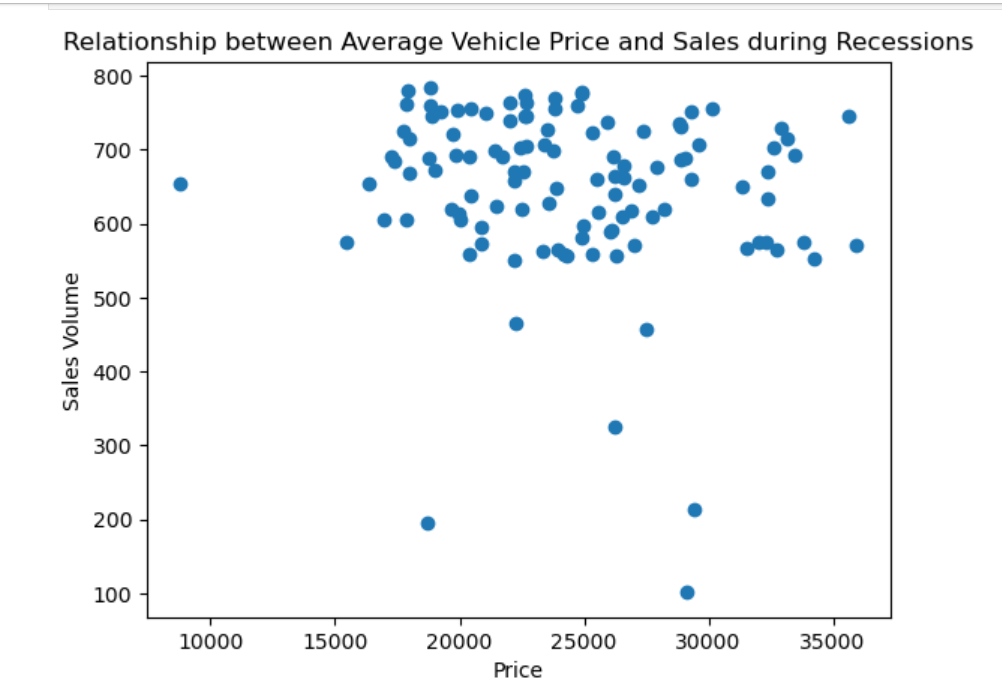 Relationship between Average Vehicle Price and Sales during Recessions
800
700
600
500
400
300
200
100
Sales Volume
10000 15000 20000 25000 30000 35000
Price